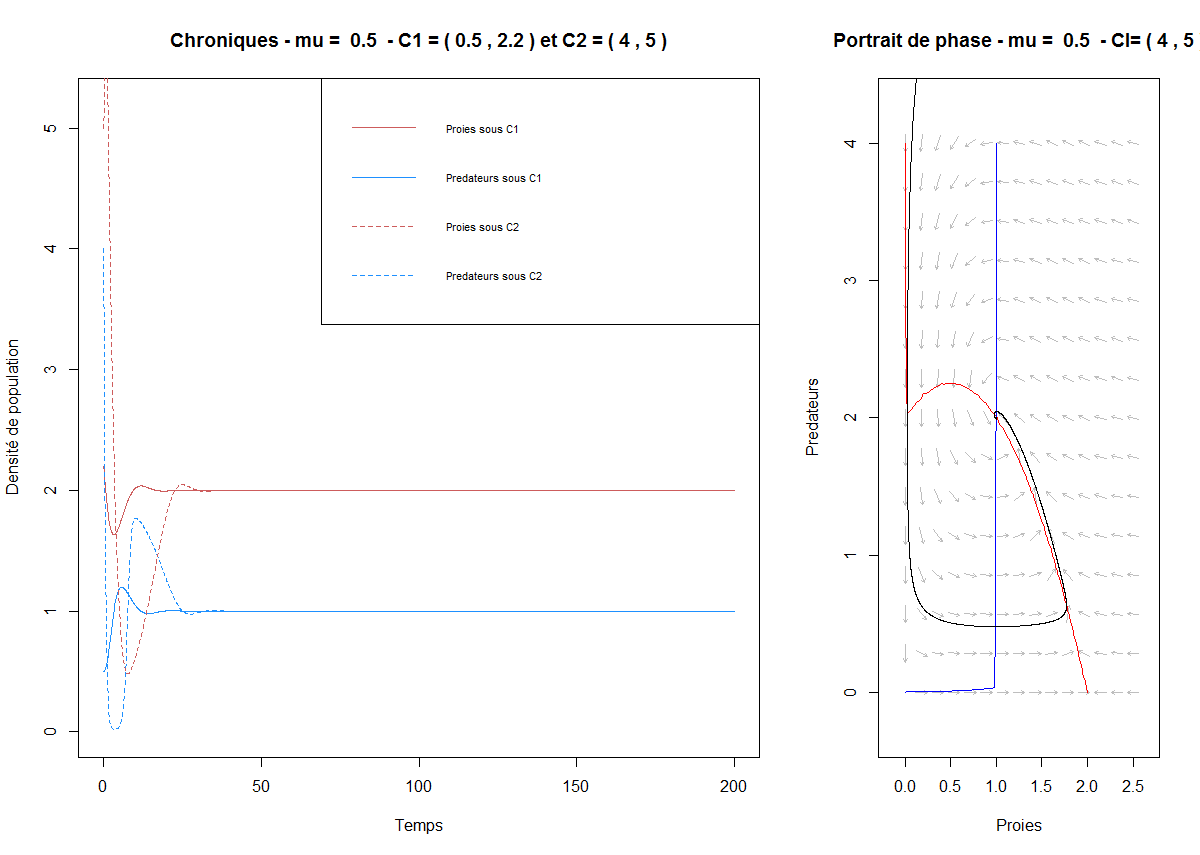 Chroniques - mu = 0.5 - C1 = ( 0.5 , 2.2 ) et C2 = ( 4 , 5 )
Densité de population
5
4
3
2
1
0
Proies sous C1
Predateurs sous C1
Proies sous C2
Predateurs sous C2
0
50
100
150
200
Temps
Portrait de phase - mu = 0.5 - CI= ( 4 , 5
Predateurs
4
3
2
1
0
0.0
0.5
1.0
1.5
2.0
2.5
Proies